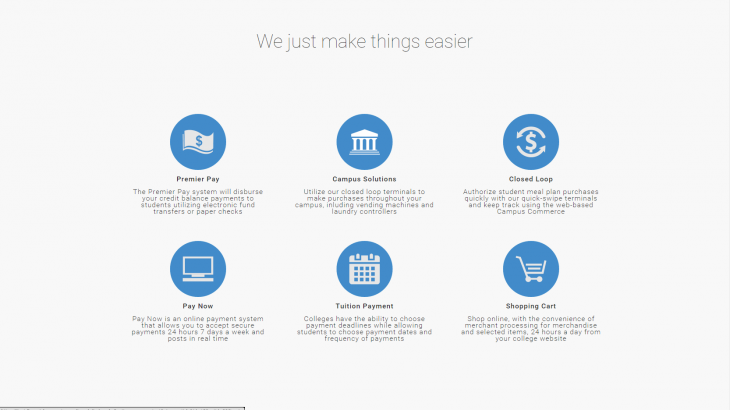 We just make things easier
Premier Pay
The Premier Pay system will disburse
your credit balance payments to
students utilizing electronic fund
transfers or paper checks
Campus Solutions
Utilize our closed loop terminals to
make purchases throughout your
campus, inluding vending machines and
laundry controllers
Closed Loop
Authorize student meal plan purchases
quickly with our quick-swipe terminals
and keep track using the web-based
Campus Commerce
Pay Now
Pay Now is an online payment system
that allows you to accept secure
payments 24 hours 7 days a week and
posts in real time
Tuition Payment
Colleges have the ability to choose
payment deadlines while allowing
students to choose payment dates and
frequency of payments
Shopping Cart
Shop online, with the convenience of
merchant processing for merchandise
and selected items, 24 hours a day from
your college website